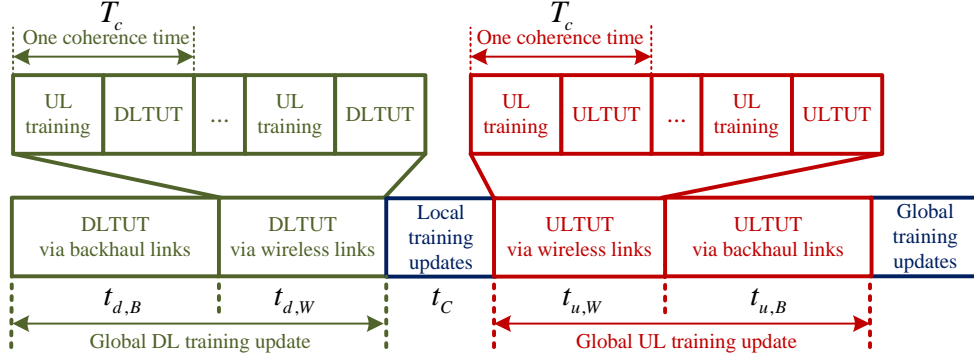 T_c
T_c
One coherence time
One coherence time
UL training
DLTUT
...
UL training
DLTUT
UL training
ULTUT
...
UL training
ULTUT
DLTUT
via backhaul links
DLTUT
via wireless links
Local
training
updates
ULTUT
via wireless links
ULTUT
via backhaul links
Global
training
updates
t_{d,B}
t_{d,W}
t_C
t_{u,W}
t_{u,B}
Global DL training update
Global UL training update